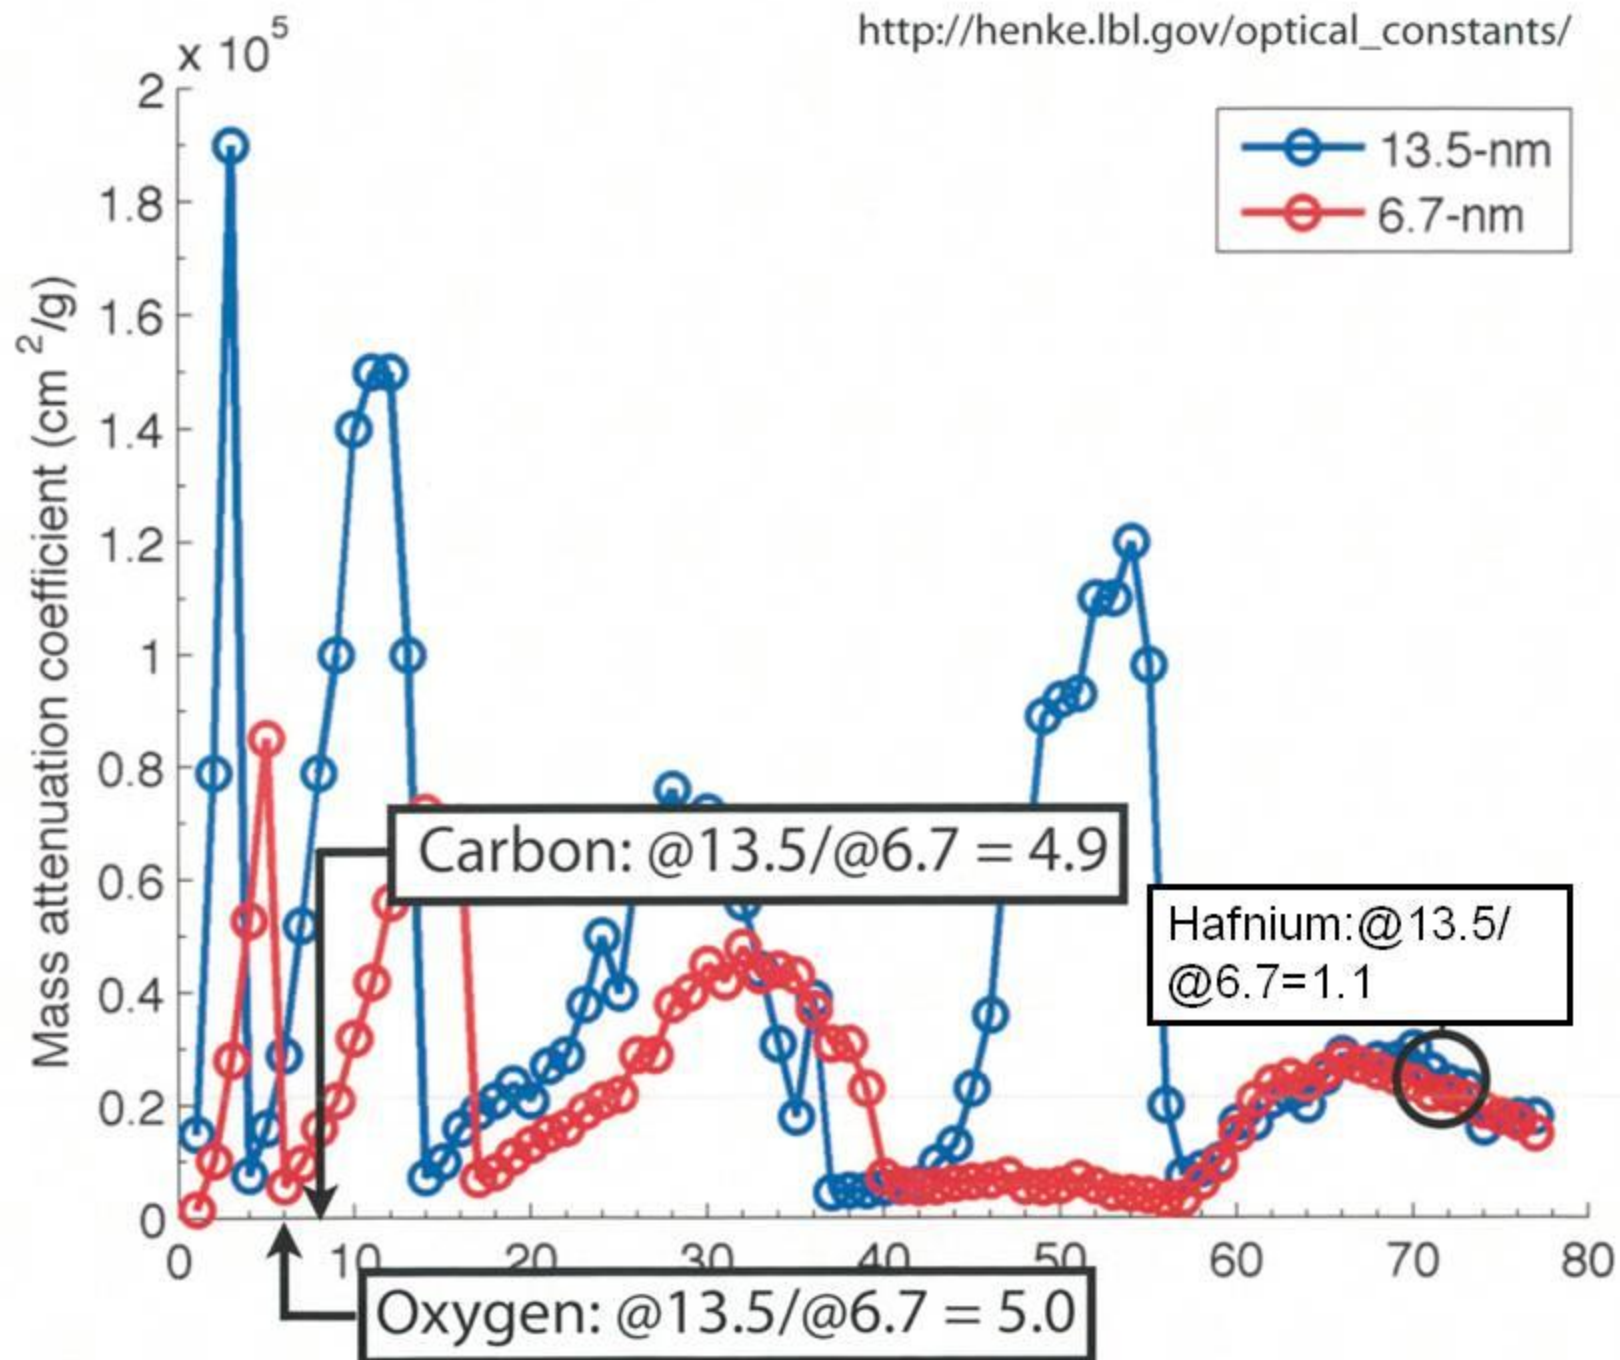 http://henke.lbl.gov/optical_constants/
x 10^5
2
1.8
1.6
1.4
1.2
1
0.8
0.6
0.4
0.2
0
Mass attenuation coefficient (cm ^2/g)
13.5-nm
6.7-nm
Carbon: @13.5/@6.7 = 4.9
Hafnium:@13.5/
@6.7=1.1
0 10 20 30 40 50 60 70 80
Oxygen: @13.5/@6.7 = 5.0